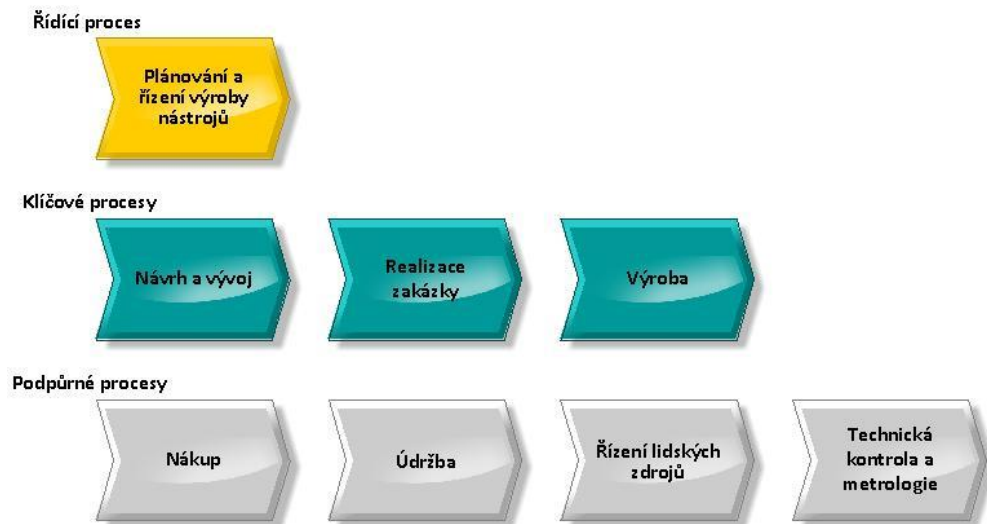 Řídící proces
Plánování a
řízení výroby
nástrojů
Klíčové procesy
Návrh a vývoj
Realizace
zakázky
Výroba
Podpůrné procesy
Nákup
Údržba
Řízení lidských
zdrojů
Technická
kontrola a
metrologie